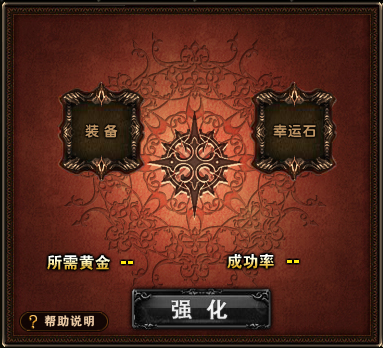 装备
幸运石
所需黄金 --
成功率 --
强 化
? 帮助说明